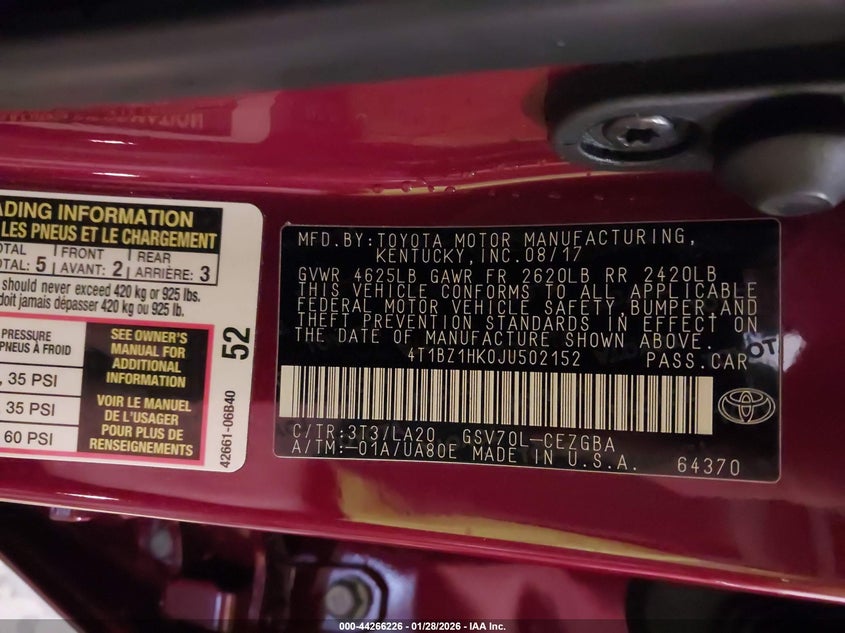 ADING INFORMATION
LES PNEUS ET LE CHARGEMENT
OTAL FRONT REAR
OTAL: 5 AVANT: 2 ARRIÈRE: 3
should never exceed 420 kg or 925 lbs.
doit jamais dépasser 420 kg ou 925 lb.
PRESSURE
PNEUS À FROID
, 35 PSI
35 PSI
60 PSI
SEE OWNER'S
MANUAL FOR
ADDITIONAL
INFORMATION
VOIR LE MANUEL
DE L'USAGER
POUR PLUS DE
RENSEIGNEMENTS
52
42661-06B40
MFD.BY:TOYOTA MOTOR MANUFACTURING,
KENTUCKY,INC.08/17
GVWR 4625LB GAWR FR 2620LB RR 2420LB
THIS VEHICLE CONFORMS TO ALL APPLICABLE
FEDERAL MOTOR VEHICLE SAFETY,BUMPER,AND
THEFT PREVENTION STANDARDS IN EFFECT ON
THE DATE OF MANUFACTURE SHOWN ABOVE.
4T1BZ1HK0JU502152 PASS.CAR
C/TR:3T3/LA20 GSV70L-CEZGBA
A/TM:-01A/UA80E MADE IN U.S.A. 64370
000-44266226 - 01/28/2026 - IAA Inc.